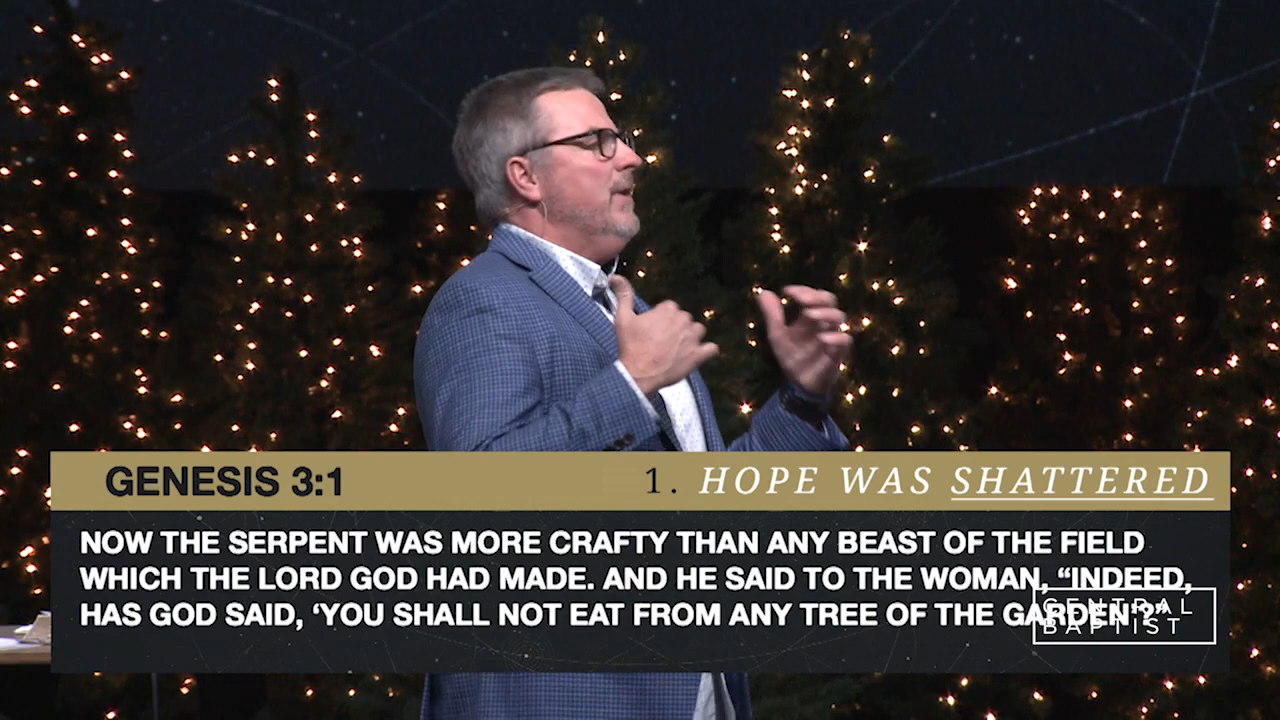 GENESIS 3:1
1. HOPE WAS SHATTERED
NOW THE SERPENT WAS MORE CRAFTY THAN ANY BEAST OF THE FIELD
WHICH THE LORD GOD HAD MADE. AND HE SAID TO THE WOMAN, “INDEED,
HAS GOD SAID, ‘YOU SHALL NOT EAT FROM ANY TREE OF THE GARDEN’?”
CENTRAL
BAPTIST